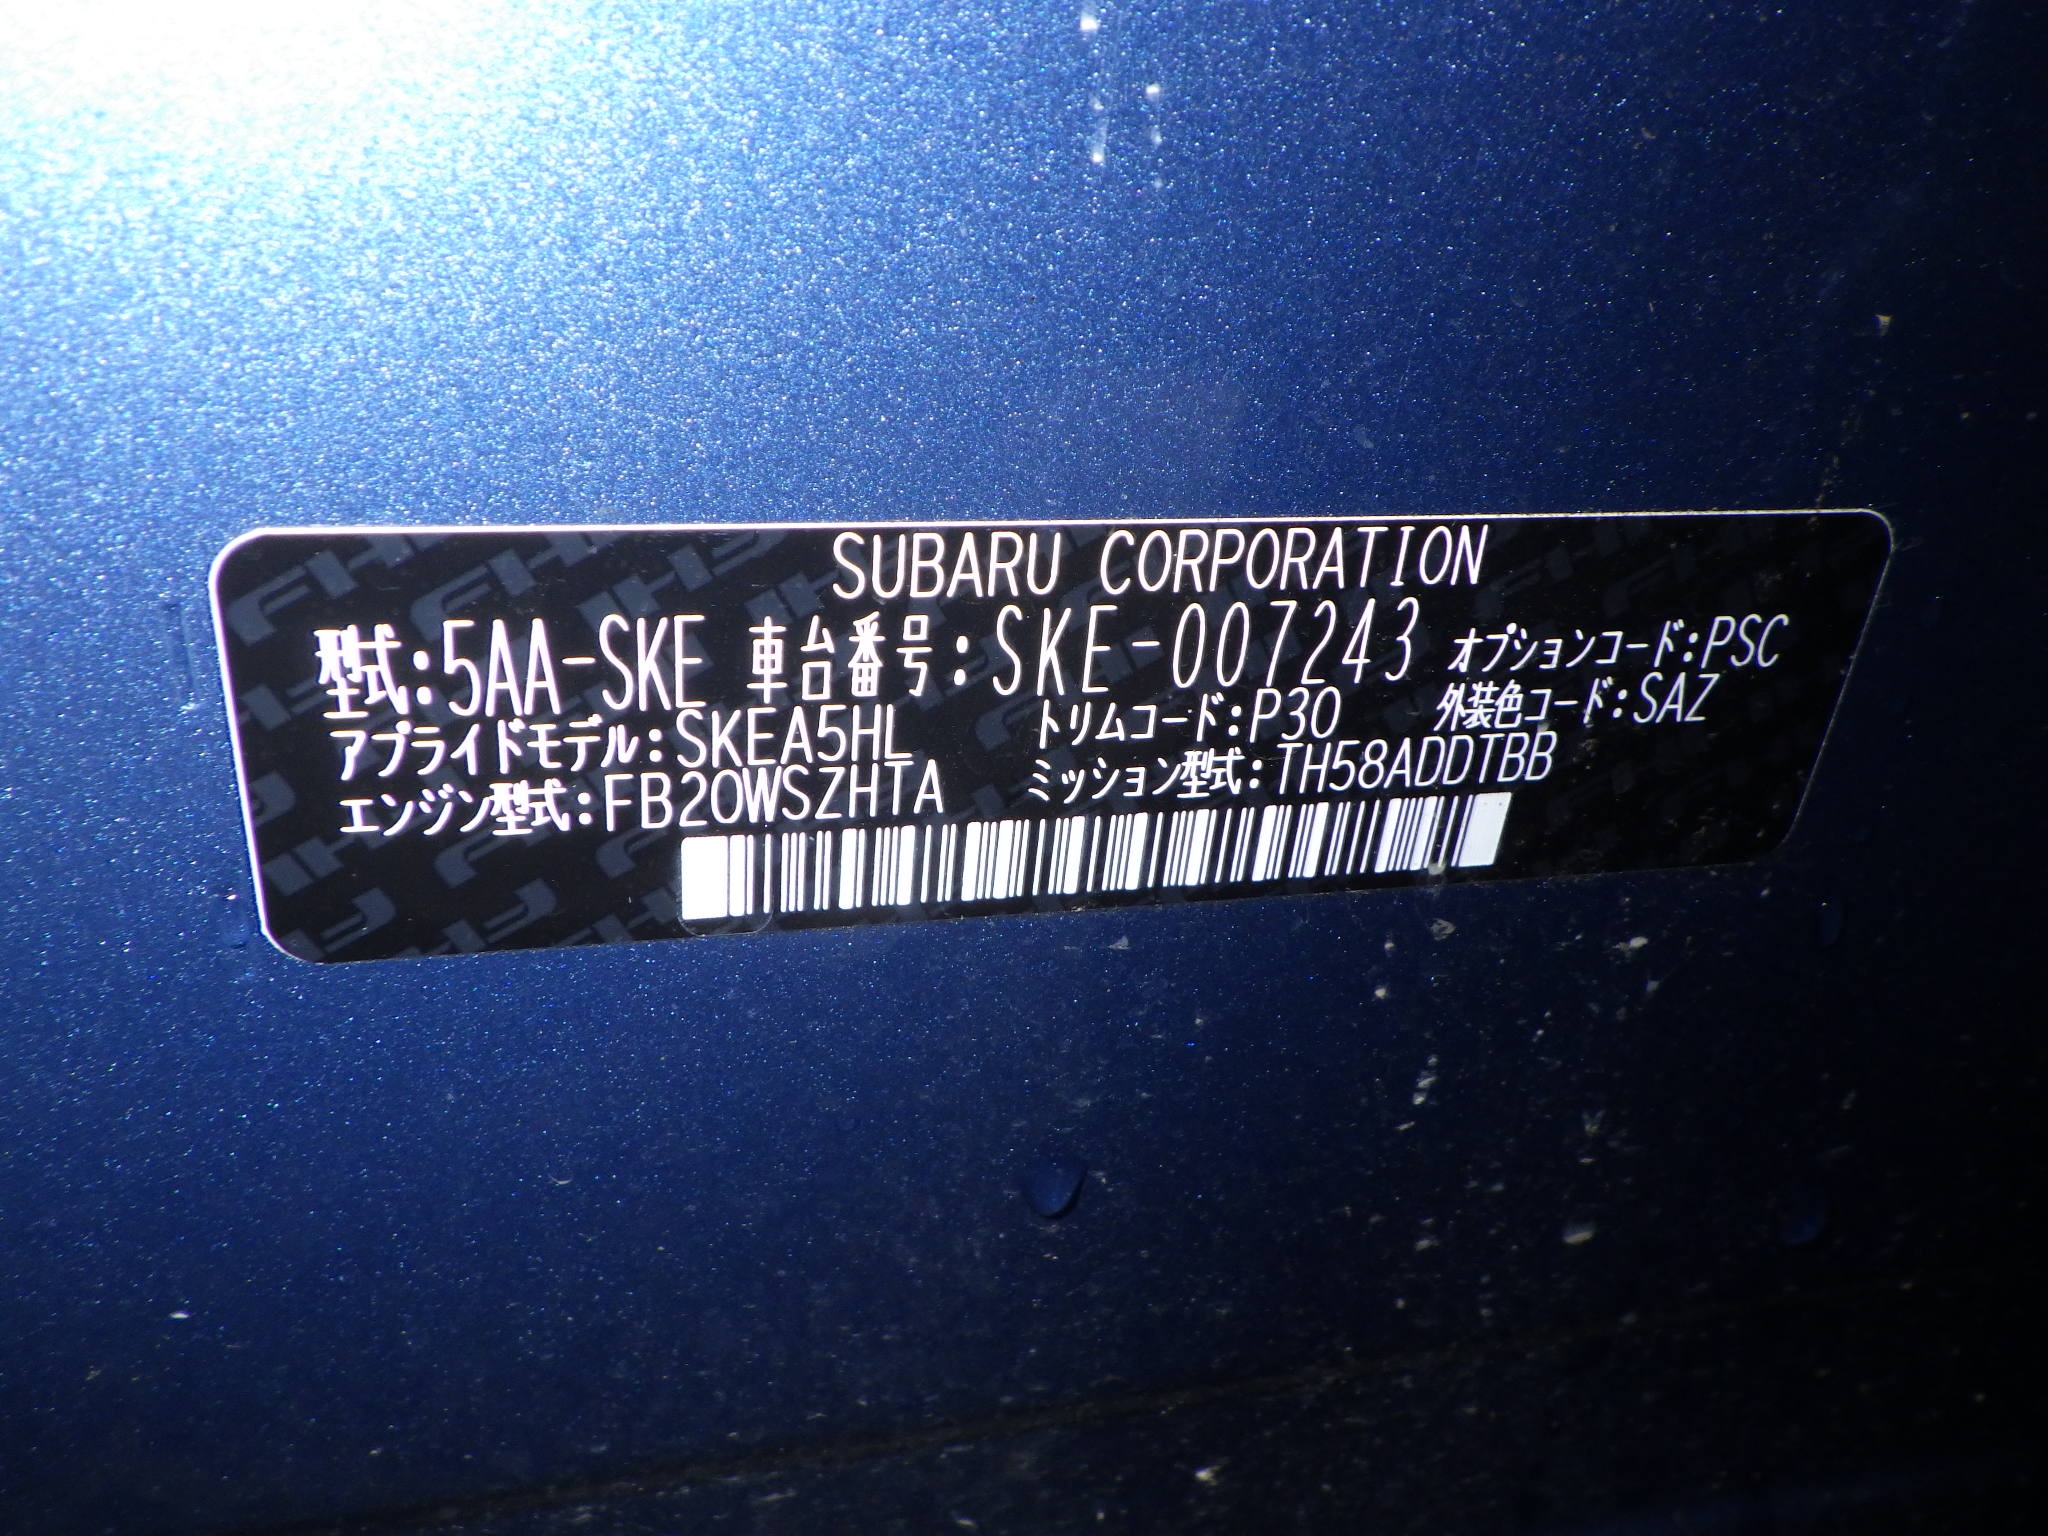 SUBARU CORPORATION
型式:5AA-SKE 車台番号:SKE-007243 オプションコード:PSC
アプライドモデル:SKEA5HL トリムコード:P30 外装色コード:SAZ
エンジン型式:FB20WSZHTA ミッション型式:TH58ADDTBB